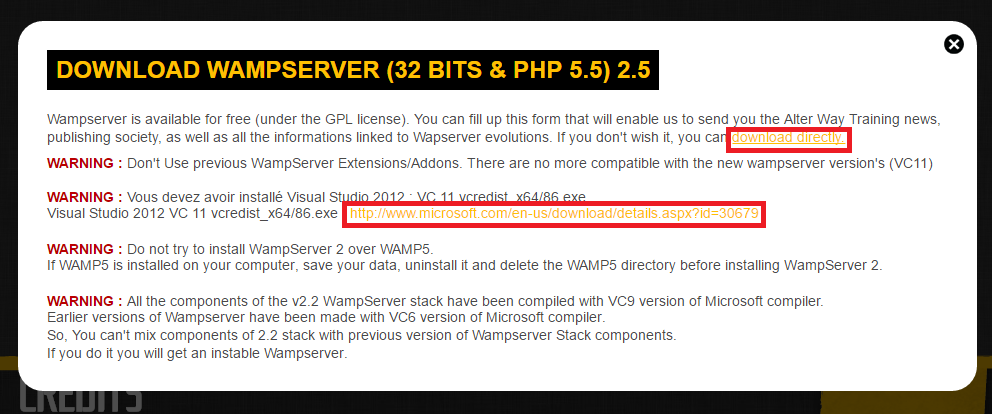 DOWNLOAD WAMPSERVER (32 BITS & PHP 5.5) 2.5
Wampserver is available for free (under the GPL license). You can fill up this form that will enable us to send you the Alter Way Training news,
publishing society, as well as all the informations linked to Wapserver evolutions. If you don't wish it, you can download directly.
WARNING : Don't Use previous WampServer Extensions/Addons. There are no more compatible with the new wampserver version's (VC11)
WARNING : Vous devez avoir installé Visual Studio 2012 : VC 11 vcredist_x64/86.exe
Visual Studio 2012 VC 11 vcredist_x64/86.exe : http://www.microsoft.com/en-us/download/details.aspx?id=30679
WARNING : Do not try to install WampServer 2 over WAMP5.
If WAMP5 is installed on your computer, save your data, uninstall it and delete the WAMP5 directory before installing WampServer 2.
WARNING : All the components of the v2.2 WampServer stack have been compiled with VC9 version of Microsoft compiler.
Earlier versions of Wampserver have been made with VC6 version of Microsoft compiler.
So, You can't mix components of 2.2 stack with previous version of Wampserver Stack components.
If you do it you will get an instable Wampserver.
CREDITS